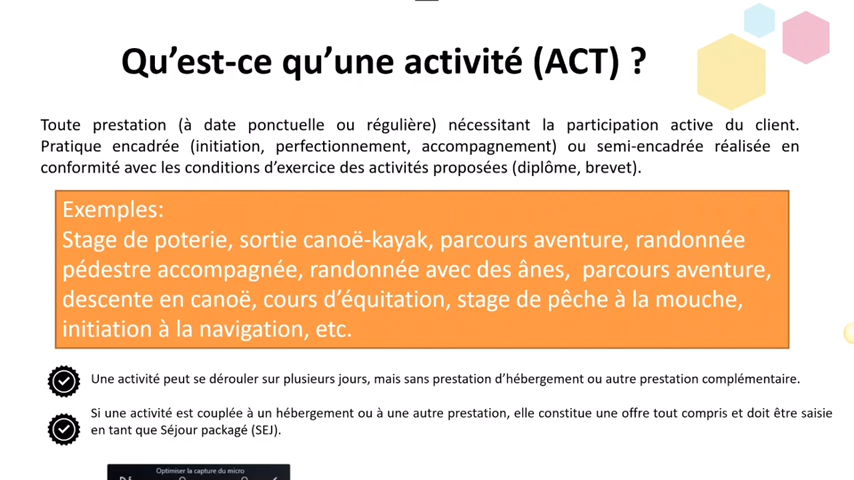 Qu’est-ce qu’une activité (ACT) ?
Toute prestation (à date ponctuelle ou régulière) nécessitant la participation active du client.
Pratique encadrée (initiation, perfectionnement, accompagnement) ou semi-encadrée réalisée en
conformité avec les conditions d’exercice des activités proposées (diplôme, brevet).
Exemples:
Stage de poterie, sortie canoë-kayak, parcours aventure, randonnée
pédestre accompagnée, randonnée avec des ânes, parcours aventure,
descente en canoë, cours d’équitation, stage de pêche à la mouche,
initiation à la navigation, etc.
Une activité peut se dérouler sur plusieurs jours, mais sans prestation d’hébergement ou autre prestation complémentaire.
Si une activité est couplée à un hébergement ou à une autre prestation, elle constitue une offre tout compris et doit être saisie
en tant que Séjour packagé (SEJ).
Optimiser la capture du micro